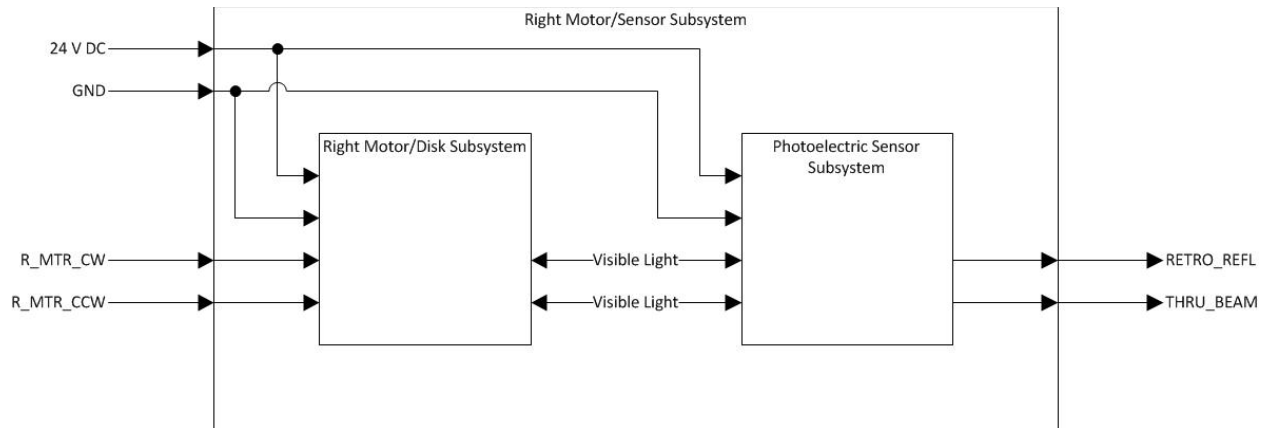 Right Motor/Sensor Subsystem
24 V DC
GND
Right Motor/Disk Subsystem
Photoelectric Sensor
Subsystem
R_MTR_CW
Visible Light
RETRO_REFL
R_MTR_CCW
Visible Light
THRU_BEAM